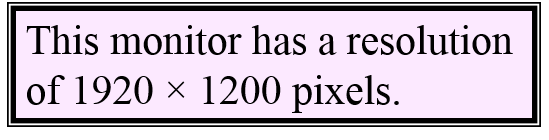 This monitor has a resolution
of 1920 × 1200 pixels.